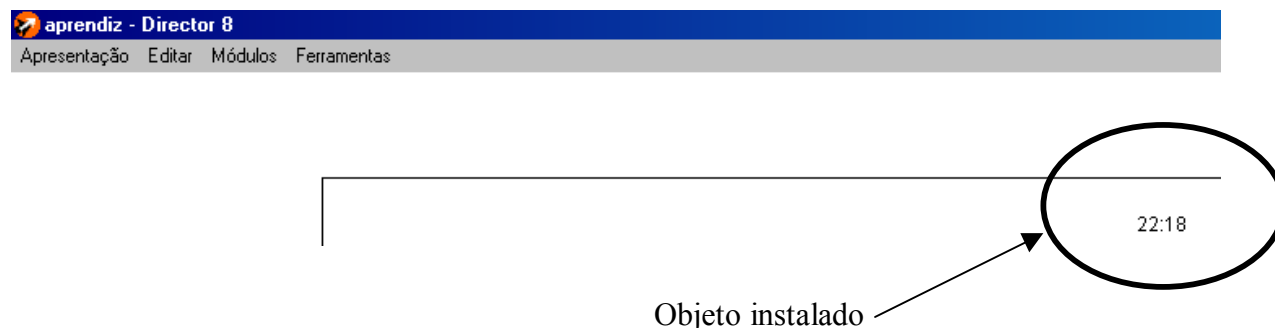 aprendiz - Director 8
Apresentação Editar Módulos Ferramentas
22:18
Objeto instalado